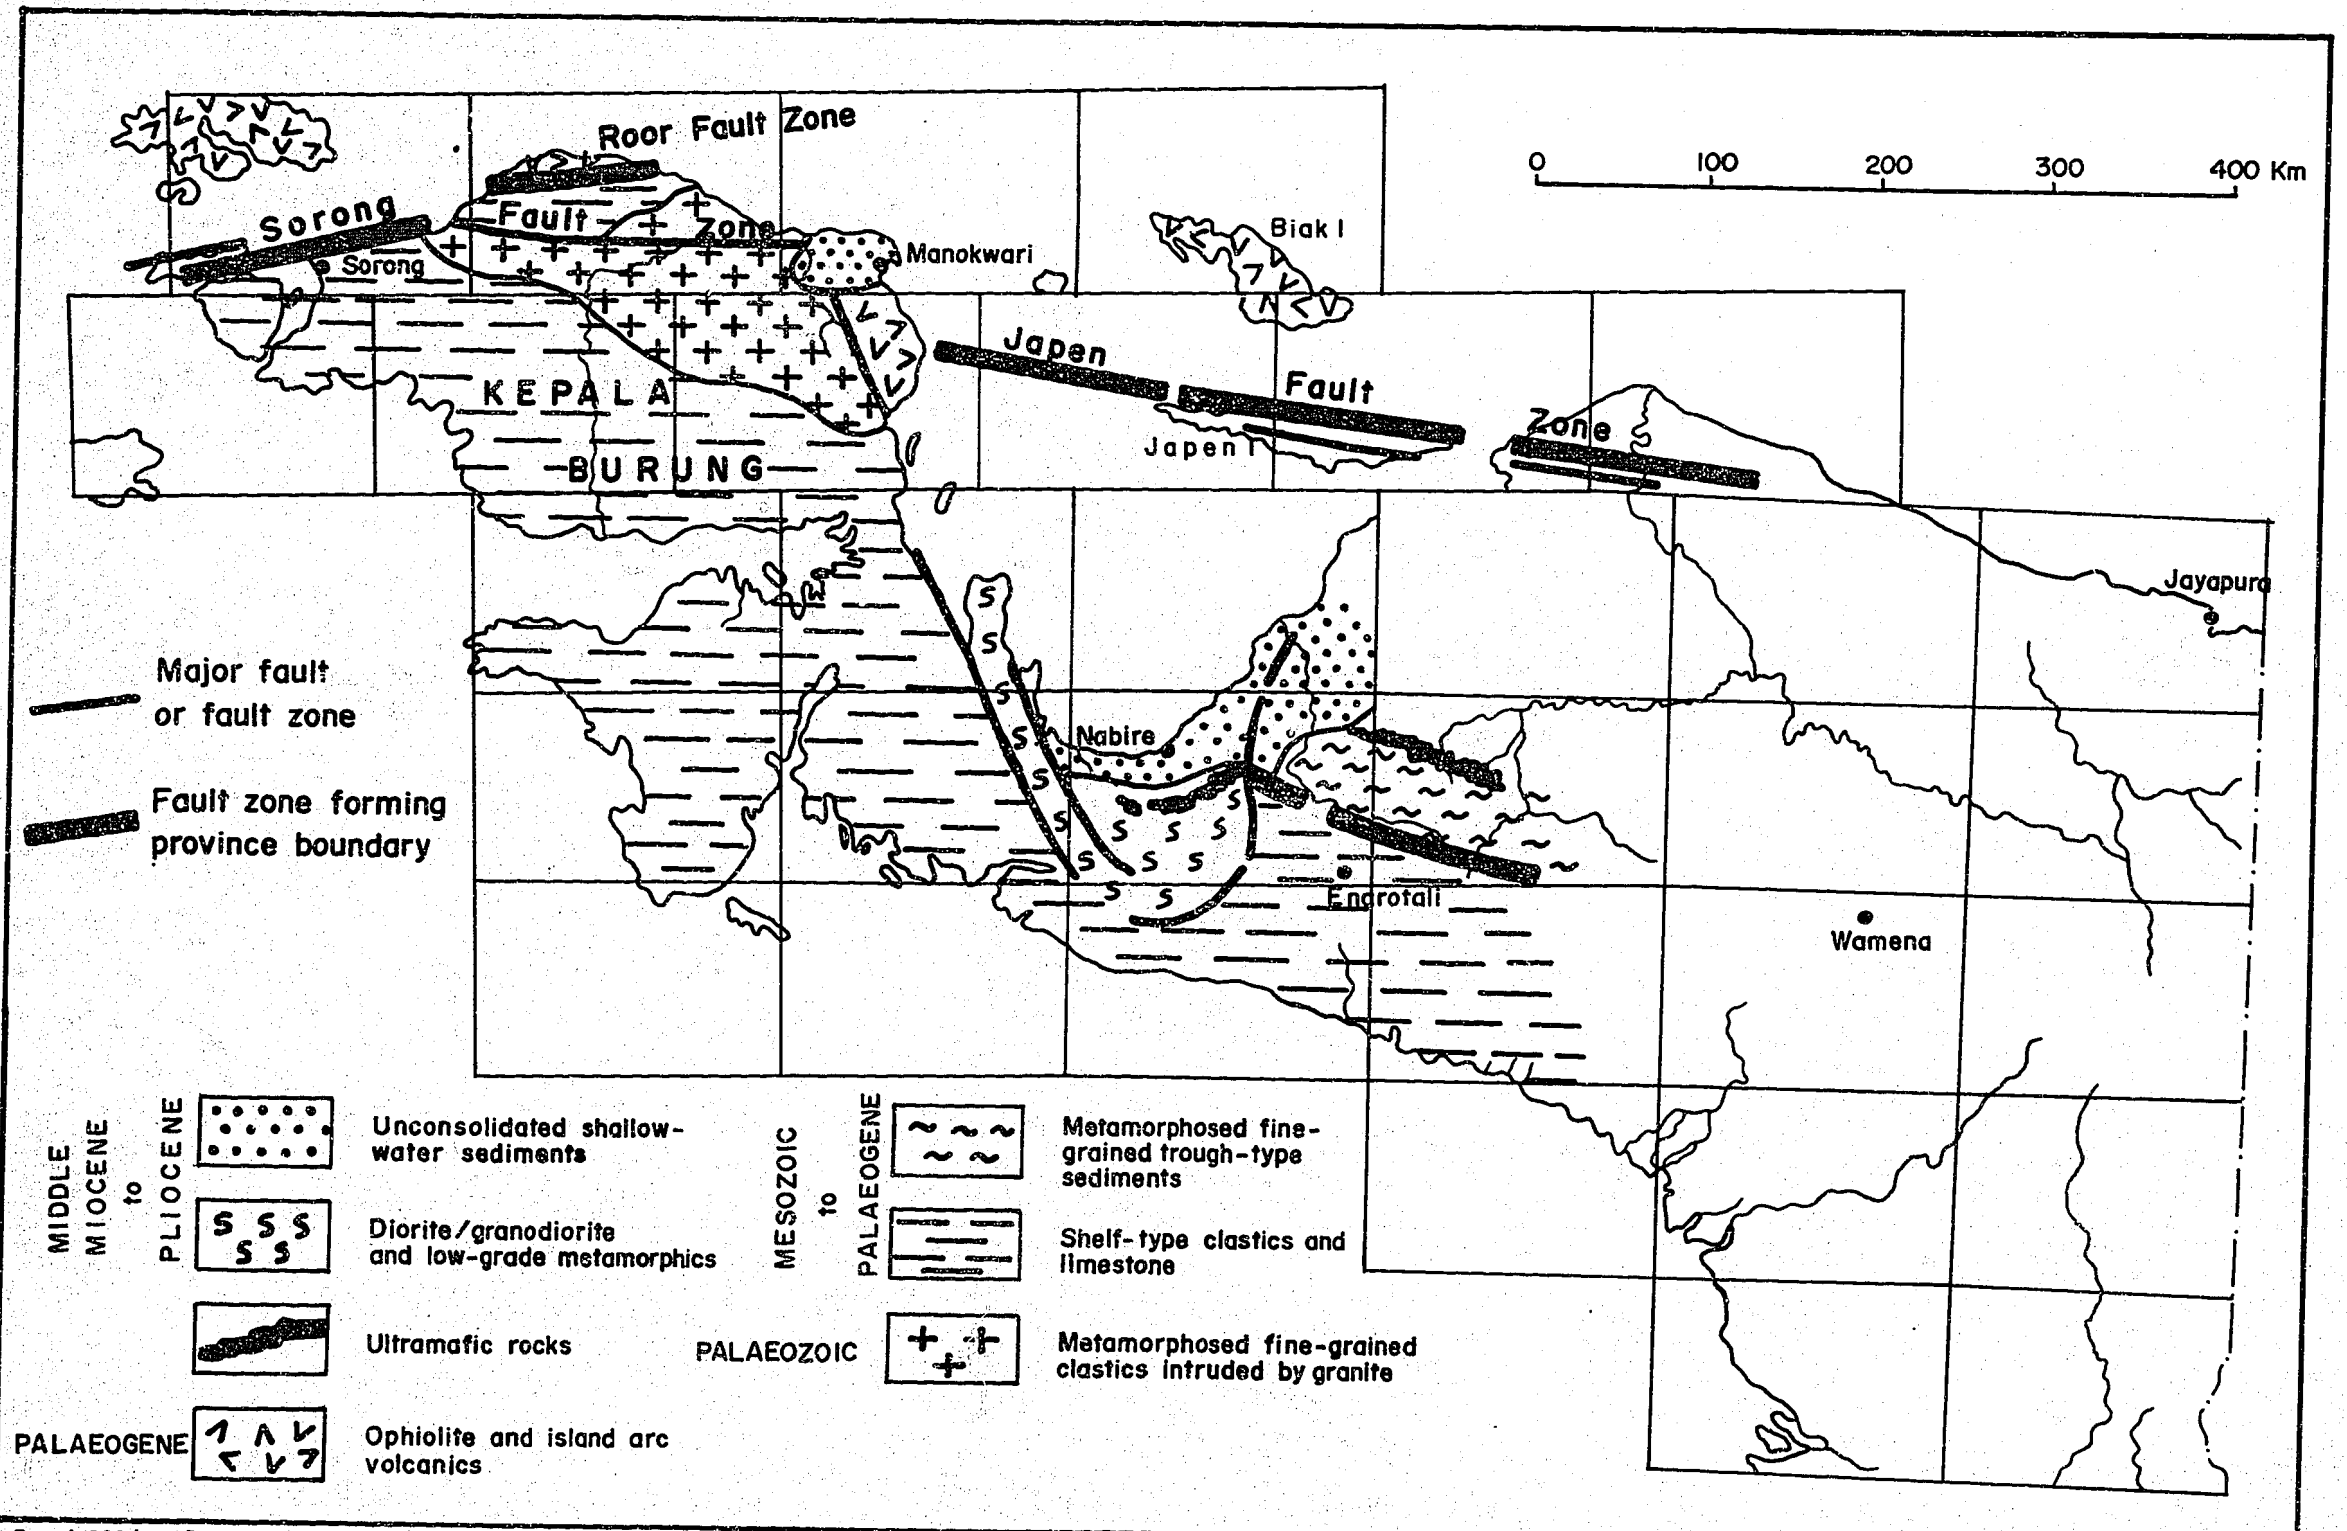 Roor Fault Zone
0 100 200 300 400 Km
Sorong Fault Zone
Biak I
Manokwari
Sorong
Japen Fault Zone
KEPALA
Japen I
BURUNG
Jayapura
Major fault
or fault zone
Nabire
Fault zone forming
province boundary
Enarotali
Wamena
MIDDLE
MIOCENE
to
PLIOCENE
Unconsolidated shallow-
water sediments
Diorite/granodiorite
and low-grade metamorphics
Ultramafic rocks
PALAEOGENE
Ophiolite and island arc
volcanics
MESOZOIC
to
PALAEOGENE
Metamorphosed fine-
grained trough-type
sediments
Shelf-type clastics and
limestone
PALAEOZOIC
Metamorphosed fine-grained
clastics intruded by granite